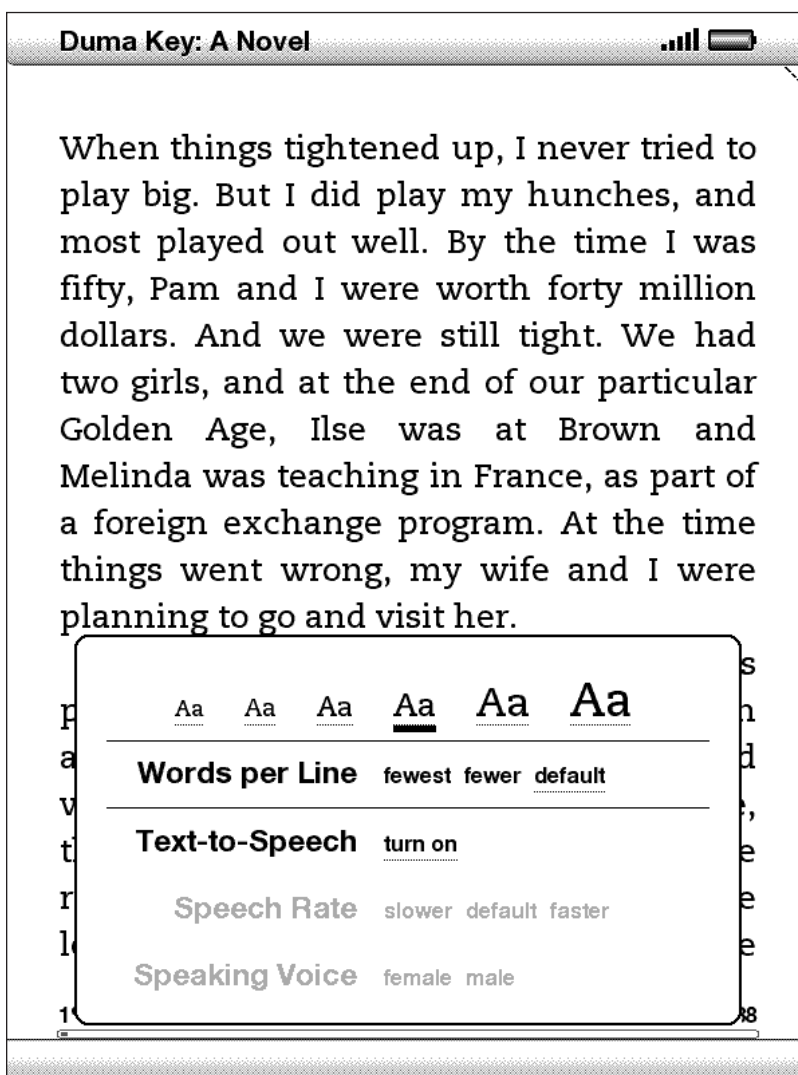 Duma Key: A Novel
When things tightened up, I never tried to
play big. But I did play my hunches, and
most played out well. By the time I was
fifty, Pam and I were worth forty million
dollars. And we were still tight. We had
two girls, and at the end of our particular
Golden Age, Ilse was at Brown and
Melinda was teaching in France, as part of
a foreign exchange program. At the time
things went wrong, my wife and I were
planning to go and visit her.
Aa Aa Aa Aa Aa Aa
Words per Line fewest fewer default
Text-to-Speech turn on
Speech Rate slower default faster
Speaking Voice female male